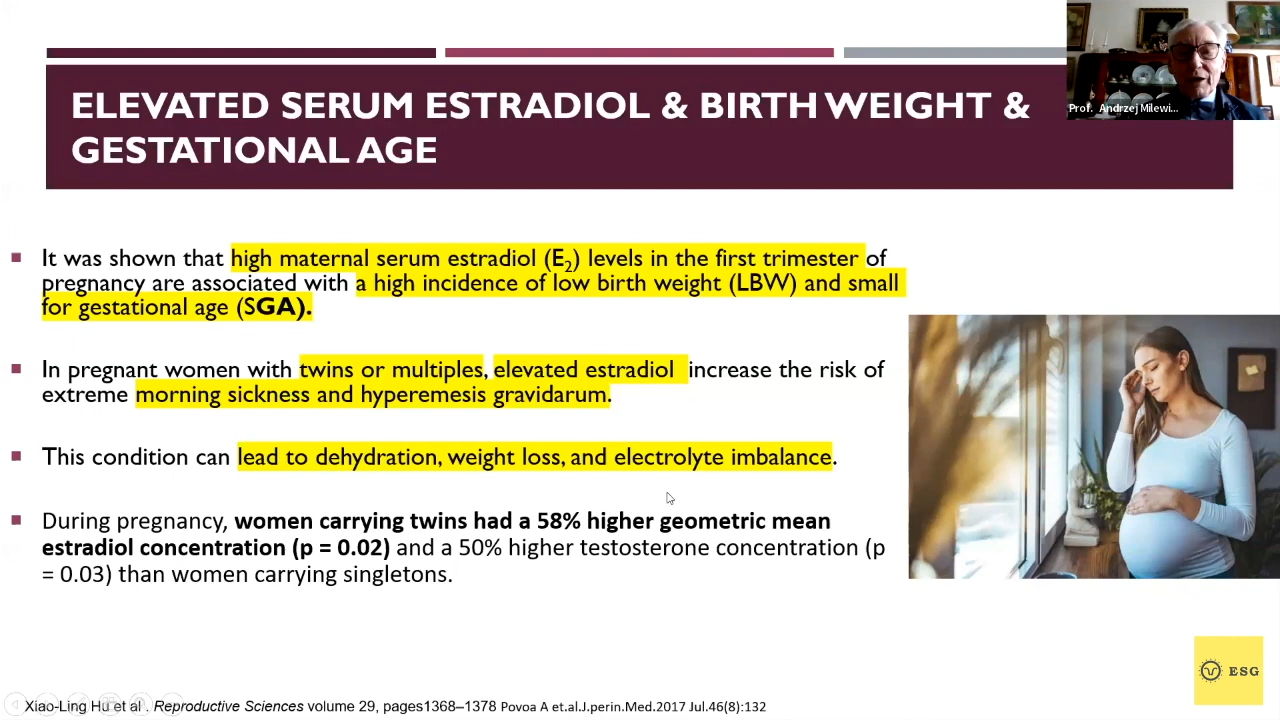 ELEVATED SERUM ESTRADIOL & BIRTH WEIGHT &
GESTATIONAL AGE
Prof. Andrzej Milewi...
It was shown that high maternal serum estradiol (E₂) levels in the first trimester of
pregnancy are associated with a high incidence of low birth weight (LBW) and small
for gestational age (SGA).
In pregnant women with twins or multiples, elevated estradiol increase the risk of
extreme morning sickness and hyperemesis gravidarum.
This condition can lead to dehydration, weight loss, and electrolyte imbalance.
During pregnancy, women carrying twins had a 58% higher geometric mean
estradiol concentration (p = 0.02) and a 50% higher testosterone concentration (p
= 0.03) than women carrying singletons.
ESG
Xiao-Ling Hu et al . Reproductive Sciences volume 29, pages1368–1378 Povoa A et.al.J.perin.Med.2017 Jul.46(8):132